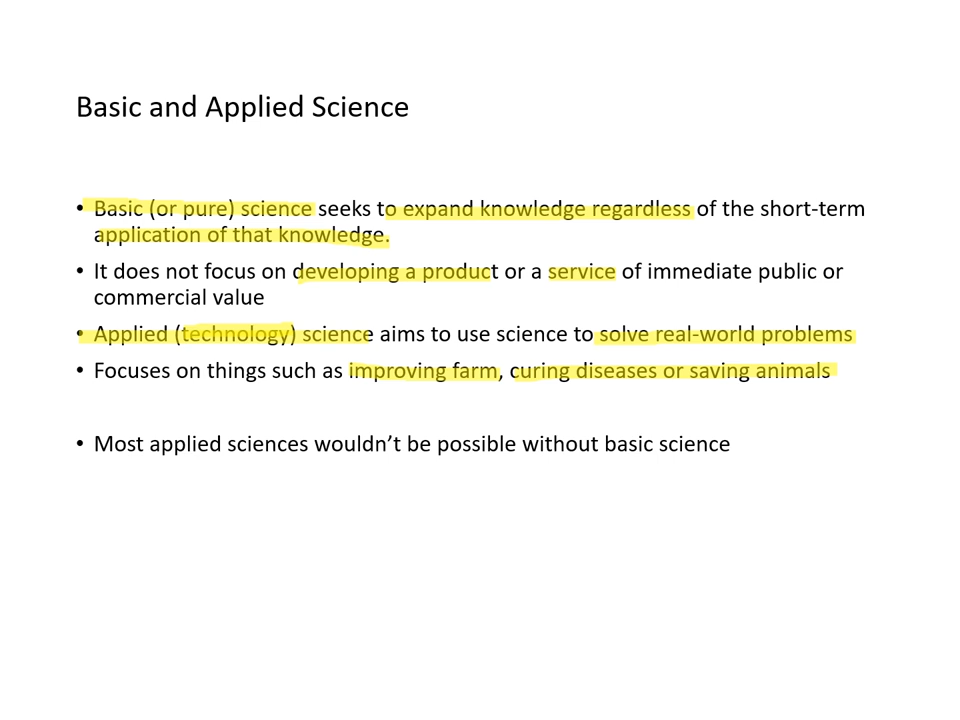 Basic and Applied Science
• Basic (or pure) science seeks to expand knowledge regardless of the short-term
application of that knowledge.
• It does not focus on developing a product or a service of immediate public or
commercial value
• Applied (technology) science aims to use science to solve real-world problems
• Focuses on things such as improving farm, curing diseases or saving animals
• Most applied sciences wouldn’t be possible without basic science